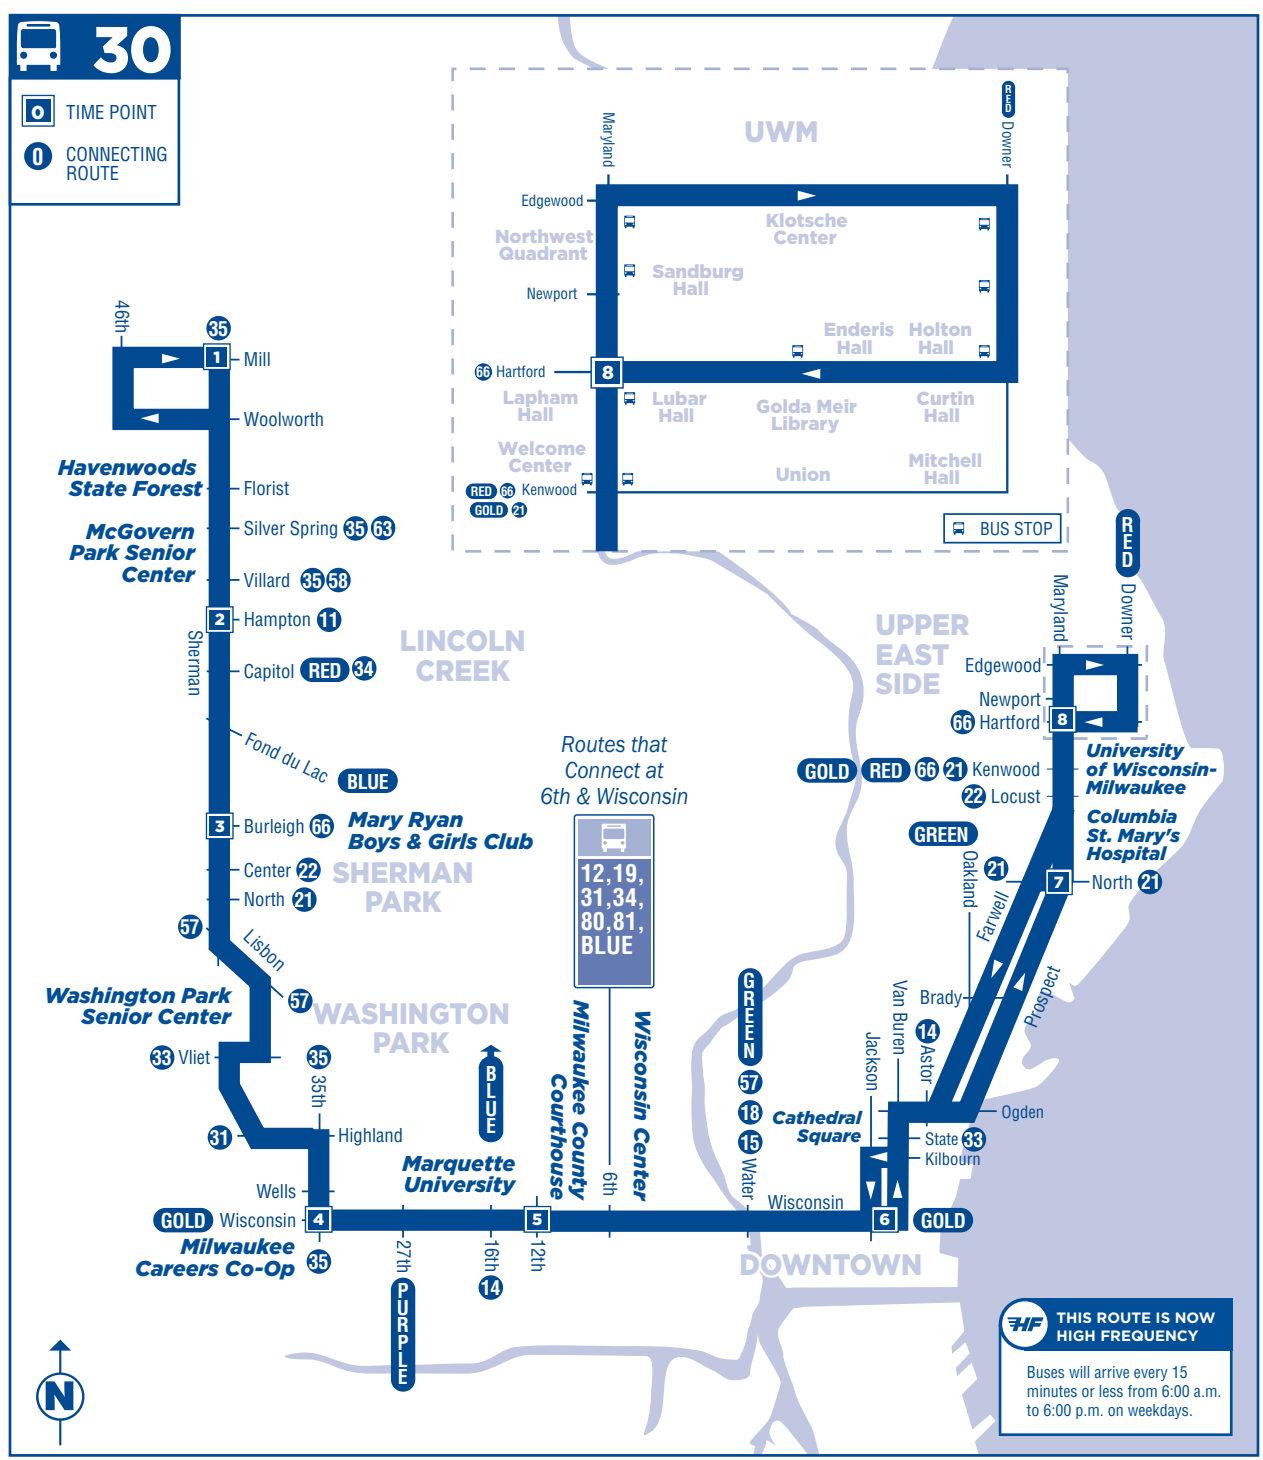 30
0 TIME POINT
0 CONNECTING
ROUTE
UWM
Maryland
RED
Downer
Edgewood
Northwest
Quadrant
Klotsche
Center
Sandburg
Hall
Newport
Enderis
Hall
Holton
Hall
66 Hartford
8
Lapham
Hall
Lubar
Hall
Golda Meir
Library
Curtin
Hall
Welcome
Center
Union
Mitchell
Hall
RED 66 Kenwood
GOLD 21
BUS STOP
46th
35
1 Mill
Woolworth
Havenwoods
State Forest
Florist
Silver Spring 35 63
McGovern
Park Senior
Center
Villard 35 58
2 Hampton 11
Sherman
Capitol RED 34
LINCOLN
CREEK
Fond du Lac BLUE
3 Burleigh 66
Mary Ryan
Boys & Girls Club
Center 22
SHERMAN
PARK
North 21
57
Lisbon
57
Washington Park
Senior Center
WASHINGTON
PARK
33 Vliet
35
35th
31
Highland
Wells
GOLD Wisconsin 4
Milwaukee
Careers Co-Op
35
27th
PURPLE
BLUE
Marquette
University
16th
14
5
12th
Milwaukee County
Courthouse
Routes that
Connect at
6th & Wisconsin
12,19,
31,34,
80,81,
BLUE
6th
Wisconsin Center
GREEN
57
18
15
Water
Wisconsin
DOWNTOWN
Cathedral
Square
Jackson
Van Buren
14
Astor
6
GOLD
State 33
Kilbourn
Ogden
Brady
Prospect
Farwell
GREEN
Oakland
21
7 North 21
UPPER
EAST
SIDE
RED
Maryland
Downer
Edgewood
Newport
66 Hartford
8
University
of Wisconsin-
Milwaukee
GOLD RED 66 21 Kenwood
22 Locust
Columbia
St. Mary's
Hospital
N
HF
THIS ROUTE IS NOW
HIGH FREQUENCY
Buses will arrive every 15
minutes or less from 6:00 a.m.
to 6:00 p.m. on weekdays.